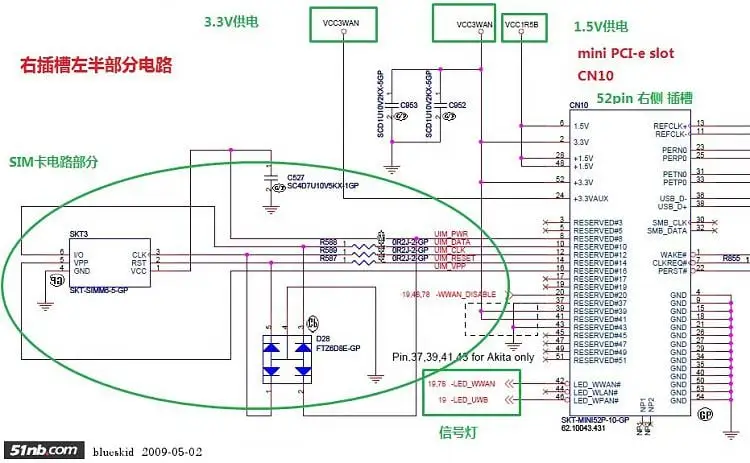 3.3V供电
VCC3WAN
VCC3WAN
VCC1R5B
1.5V供电
右插槽左半部分电路
mini PCI-e slot
CN10
52pin 右侧 插槽
SCD1U10V2KX-5GP
C953
SCD1U10V2KX-5GP
C952
CN10
SIM卡电路部分
C527
SC4D7U10V5KX-1GP
6 1.5V
2 3.3V
28 +1.5V
48 +1.5V
52 +3.3V
24 +3.3VAUX
REFCLK+ 13
REFCLK- 11
PERN0 23
PERP0 25
PETN0 31
PETP0 33
USB_D- 36
USB_D+ 38
SMB_CLK 30
SMB_DATA 32
WAKE# 1
CLKREQ# 7
PERST# 22
R855
SKT3
6 I/O
5 VPP
4 GND
CLK 3
RST 2
VCC 1
SKT-SIMM6-5-GP
R588 1 0R2J-2-GP
R589 1 0R2J-2-GP
R587 1 0R2J-2-GP
UIM_PWR
UIM_DATA
UIM_CLK
UIM_RESET
UIM_VPP
3 RESERVED#3
5 RESERVED#5
8 RESERVED#8
10 RESERVED#10
12 RESERVED#12
14 RESERVED#14
16 RESERVED#16
17 RESERVED#17
19 RESERVED#19
20 RESERVED#20
37 RESERVED#37
39 RESERVED#39
41 RESERVED#41
43 RESERVED#43
45 RESERVED#45
47 RESERVED#47
49 RESERVED#49
51 RESERVED#51
19,48,78 -WWAN_DISABLE
GND 4
GND 9
GND 15
GND 18
GND 21
GND 26
GND 27
GND 29
GND 34
GND 35
GND 40
GND 50
GND 53
GND 54
D28
FTZ6D8E-GP
Pin.37,39,41,43 for Akita only
19,78 -LED_WWAN
19 -LED_UWB
42 LED_WWAN#
44 LED_WLAN#
46 LED_WPAN#
NP1
NP2
SKT-MINI52P-10-GP
62.10043.431
信号灯
51nb.com blueskid 2009-05-02